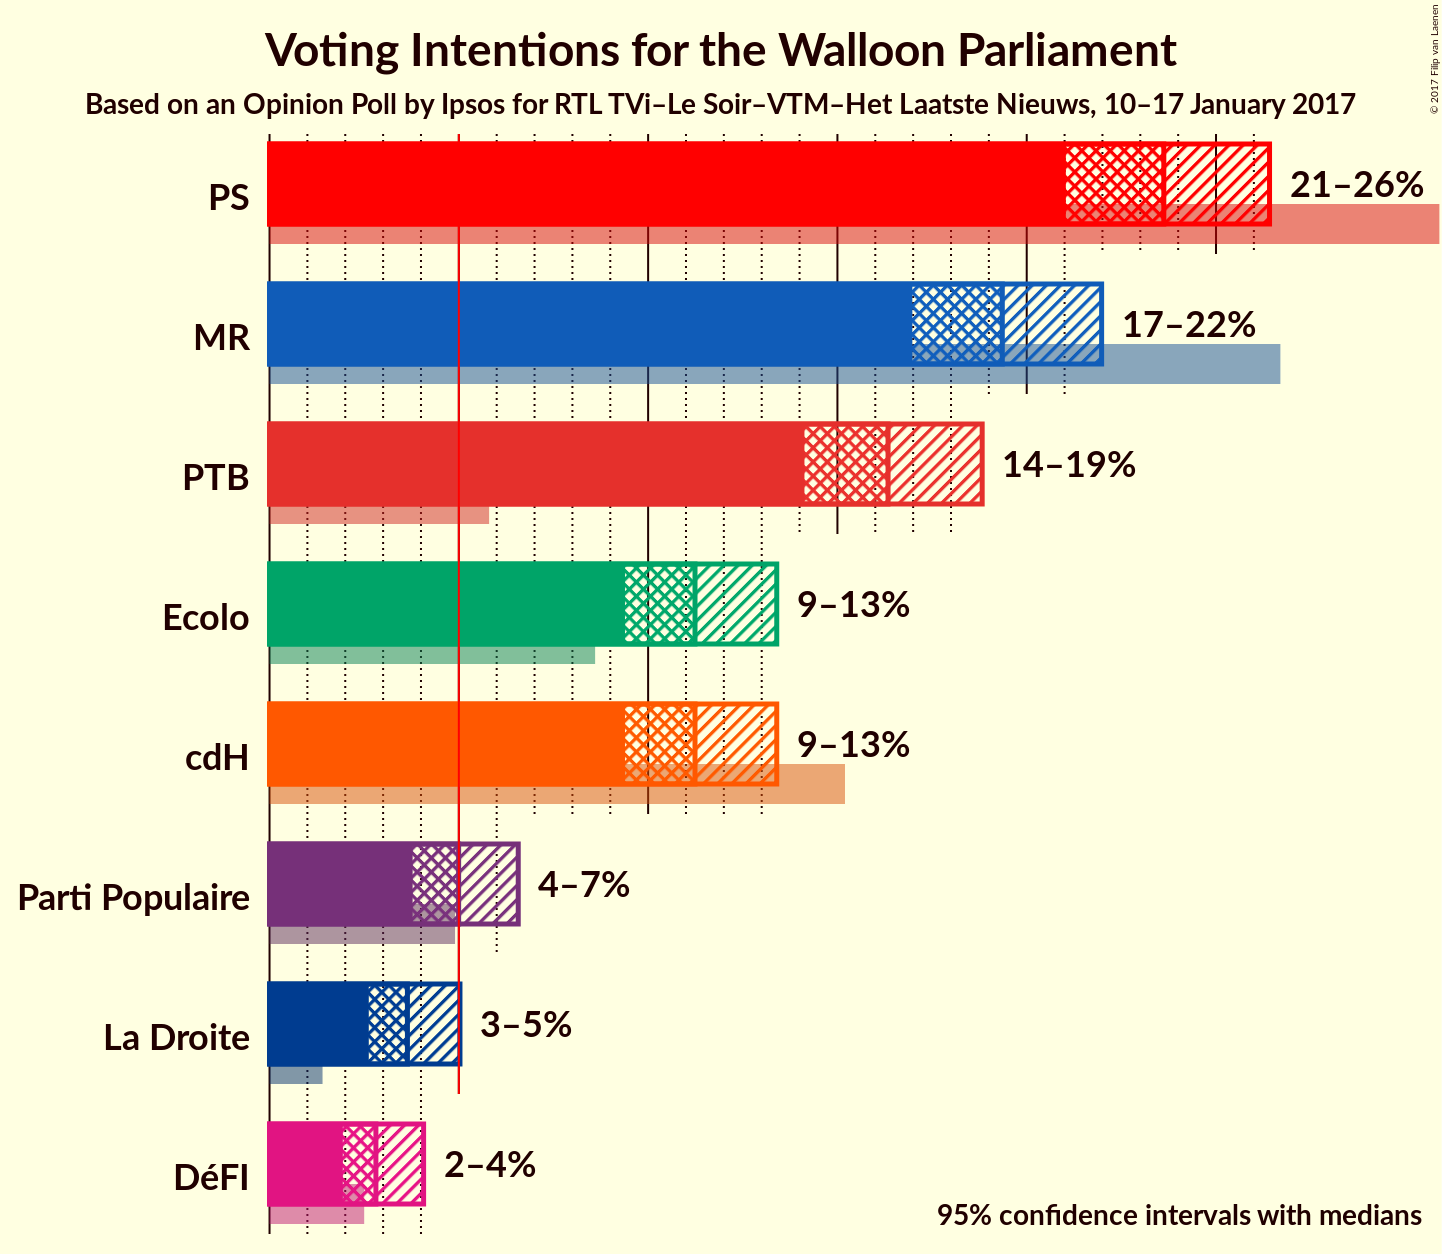 Voting Intentions for the Walloon Parliament
Based on an Opinion Poll by Ipsos for RTL TVi–Le Soir–VTM–Het Laatste Nieuws, 10–17 January 2017
© 2017 Filip van Laenen
PS
21–26%
MR
17–22%
PTB
14–19%
Ecolo
9–13%
cdH
9–13%
Parti Populaire
4–7%
La Droite
3–5%
DéFI
2–4%
95% confidence intervals with medians